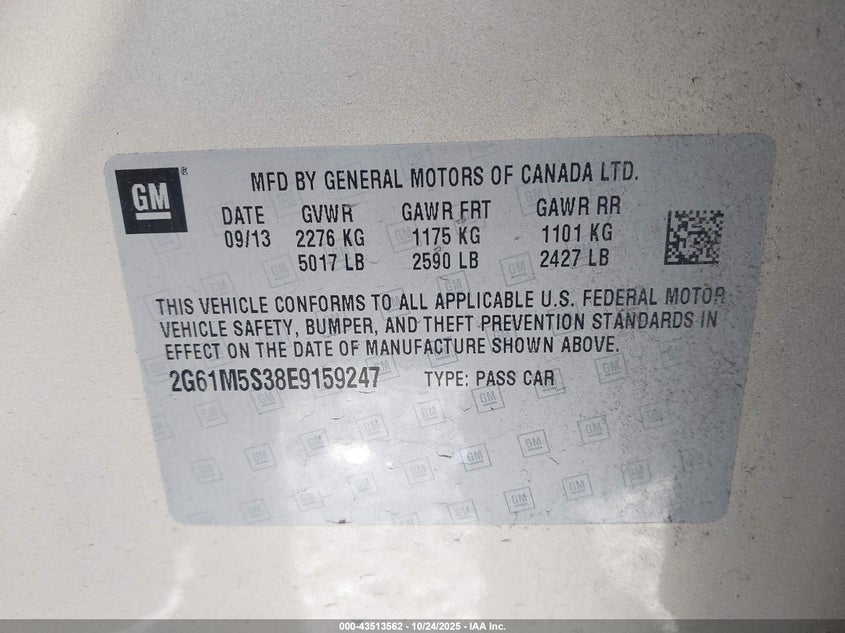 GM
MFD BY GENERAL MOTORS OF CANADA LTD.
DATE GVWR GAWR FRT GAWR RR
09/13 2276 KG 1175 KG 1101 KG
5017 LB 2590 LB 2427 LB
THIS VEHICLE CONFORMS TO ALL APPLICABLE U.S. FEDERAL MOTOR
VEHICLE SAFETY, BUMPER, AND THEFT PREVENTION STANDARDS IN
EFFECT ON THE DATE OF MANUFACTURE SHOWN ABOVE.
2G61M5S38E9159247 TYPE: PASS CAR
000-43513562 - 10/24/2025 - IAA Inc.